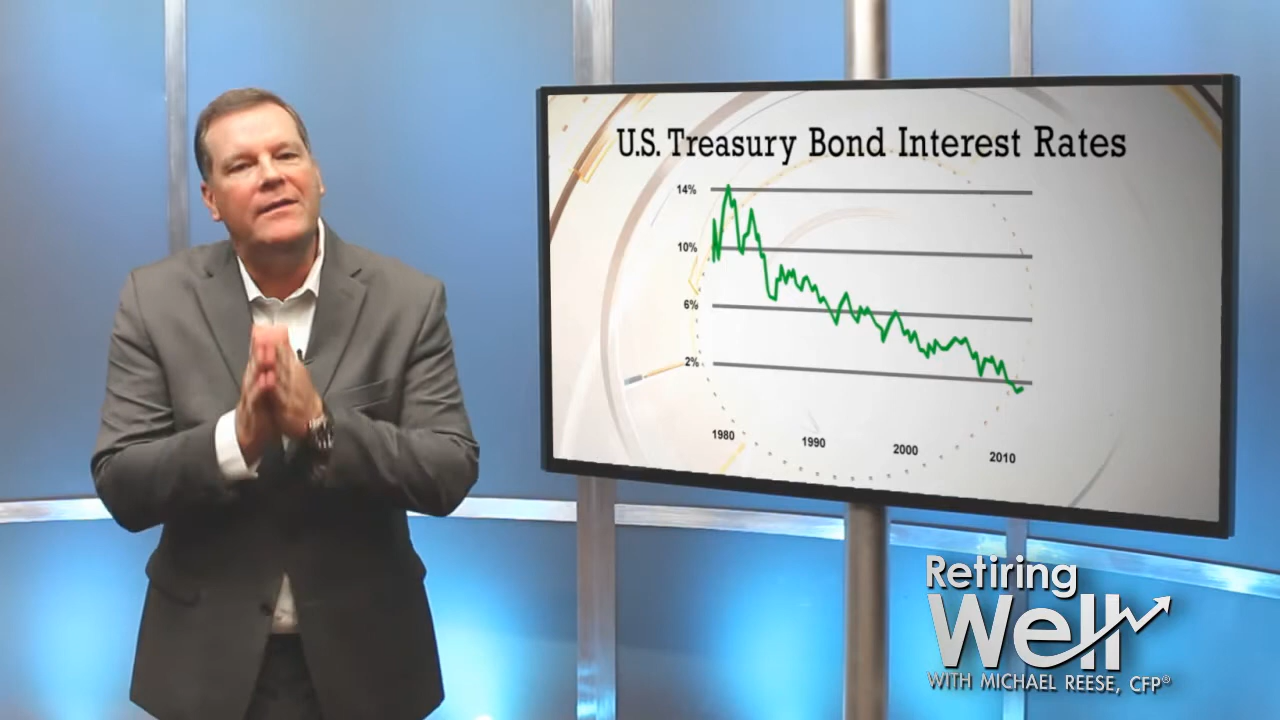 U.S. Treasury Bond Interest Rates
14%
10%
6%
2%
1980 1990 2000 2010
Retiring
Well
WITH MICHAEL REESE, CFP®